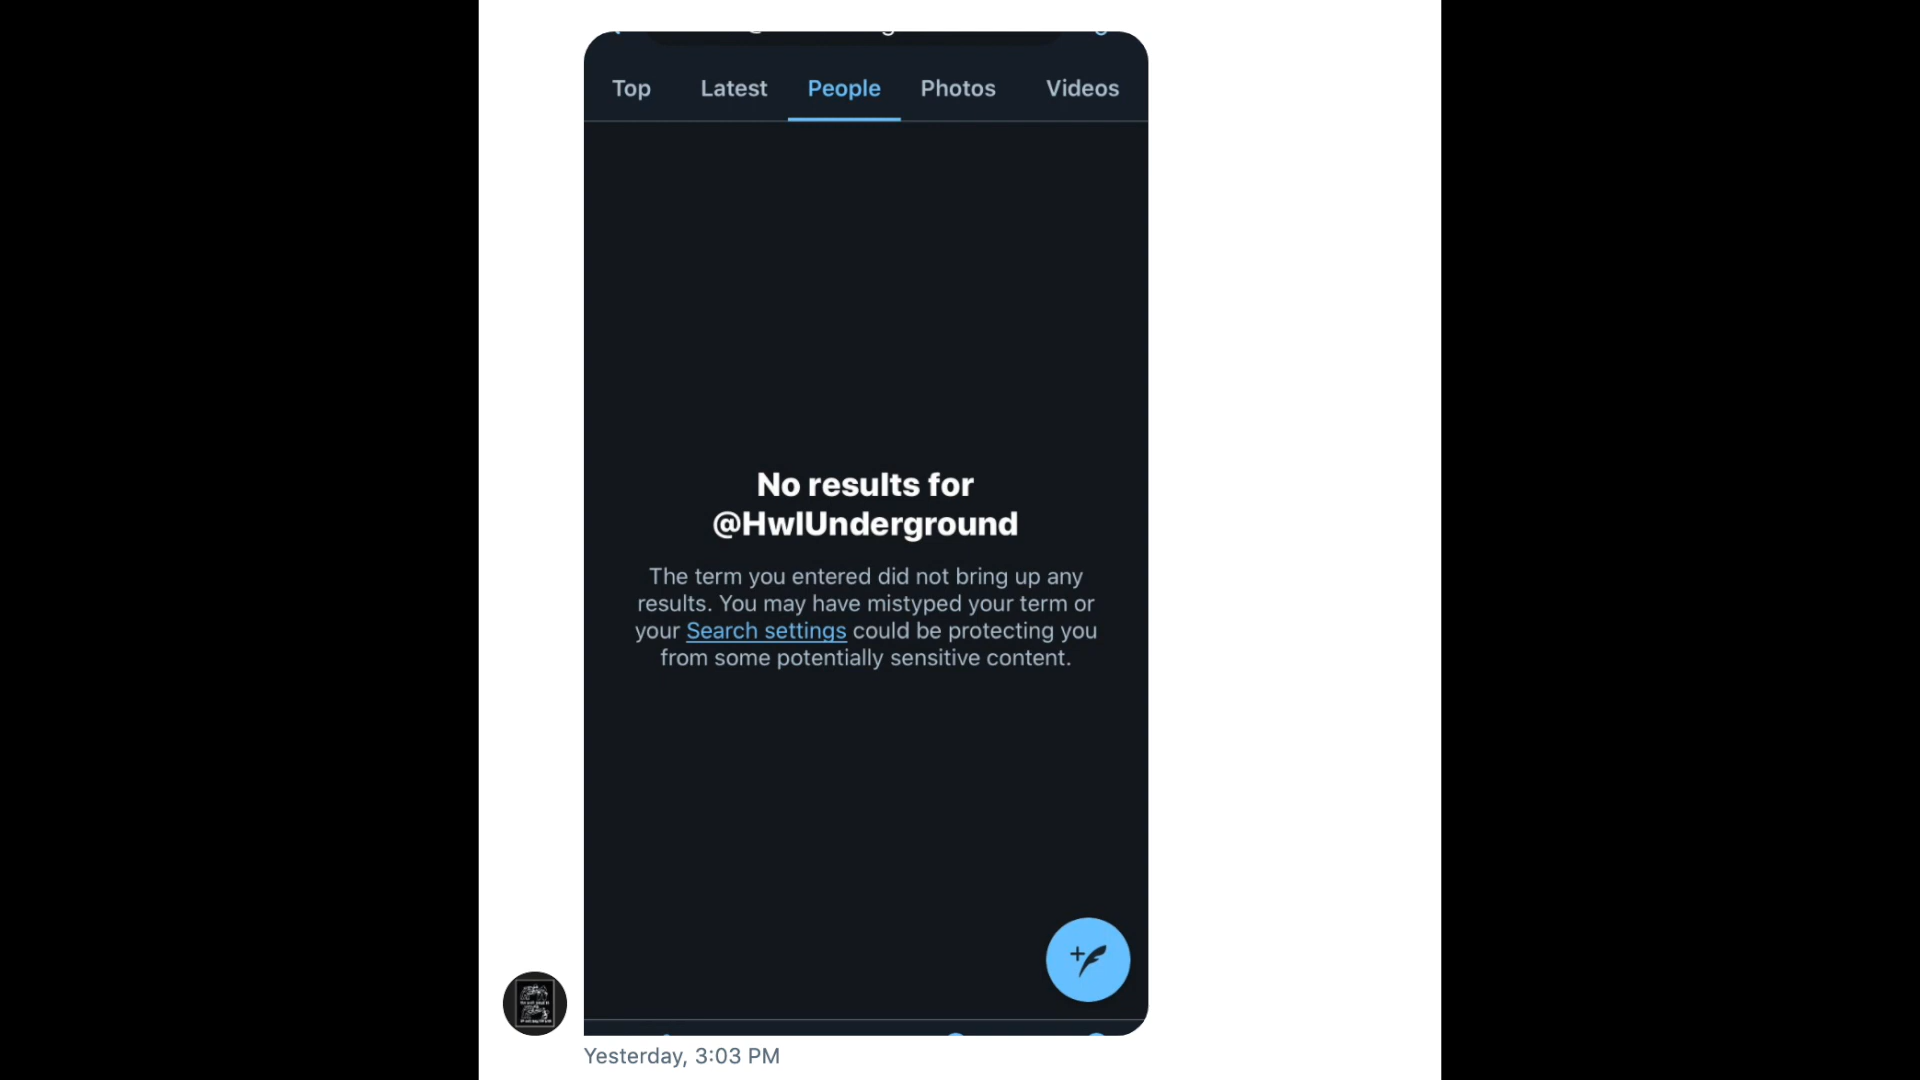 Top Latest People Photos Videos
No results for
@HwlUnderground
The term you entered did not bring up any
results. You may have mistyped your term or
your Search settings could be protecting you
from some potentially sensitive content.
Yesterday, 3:03 PM